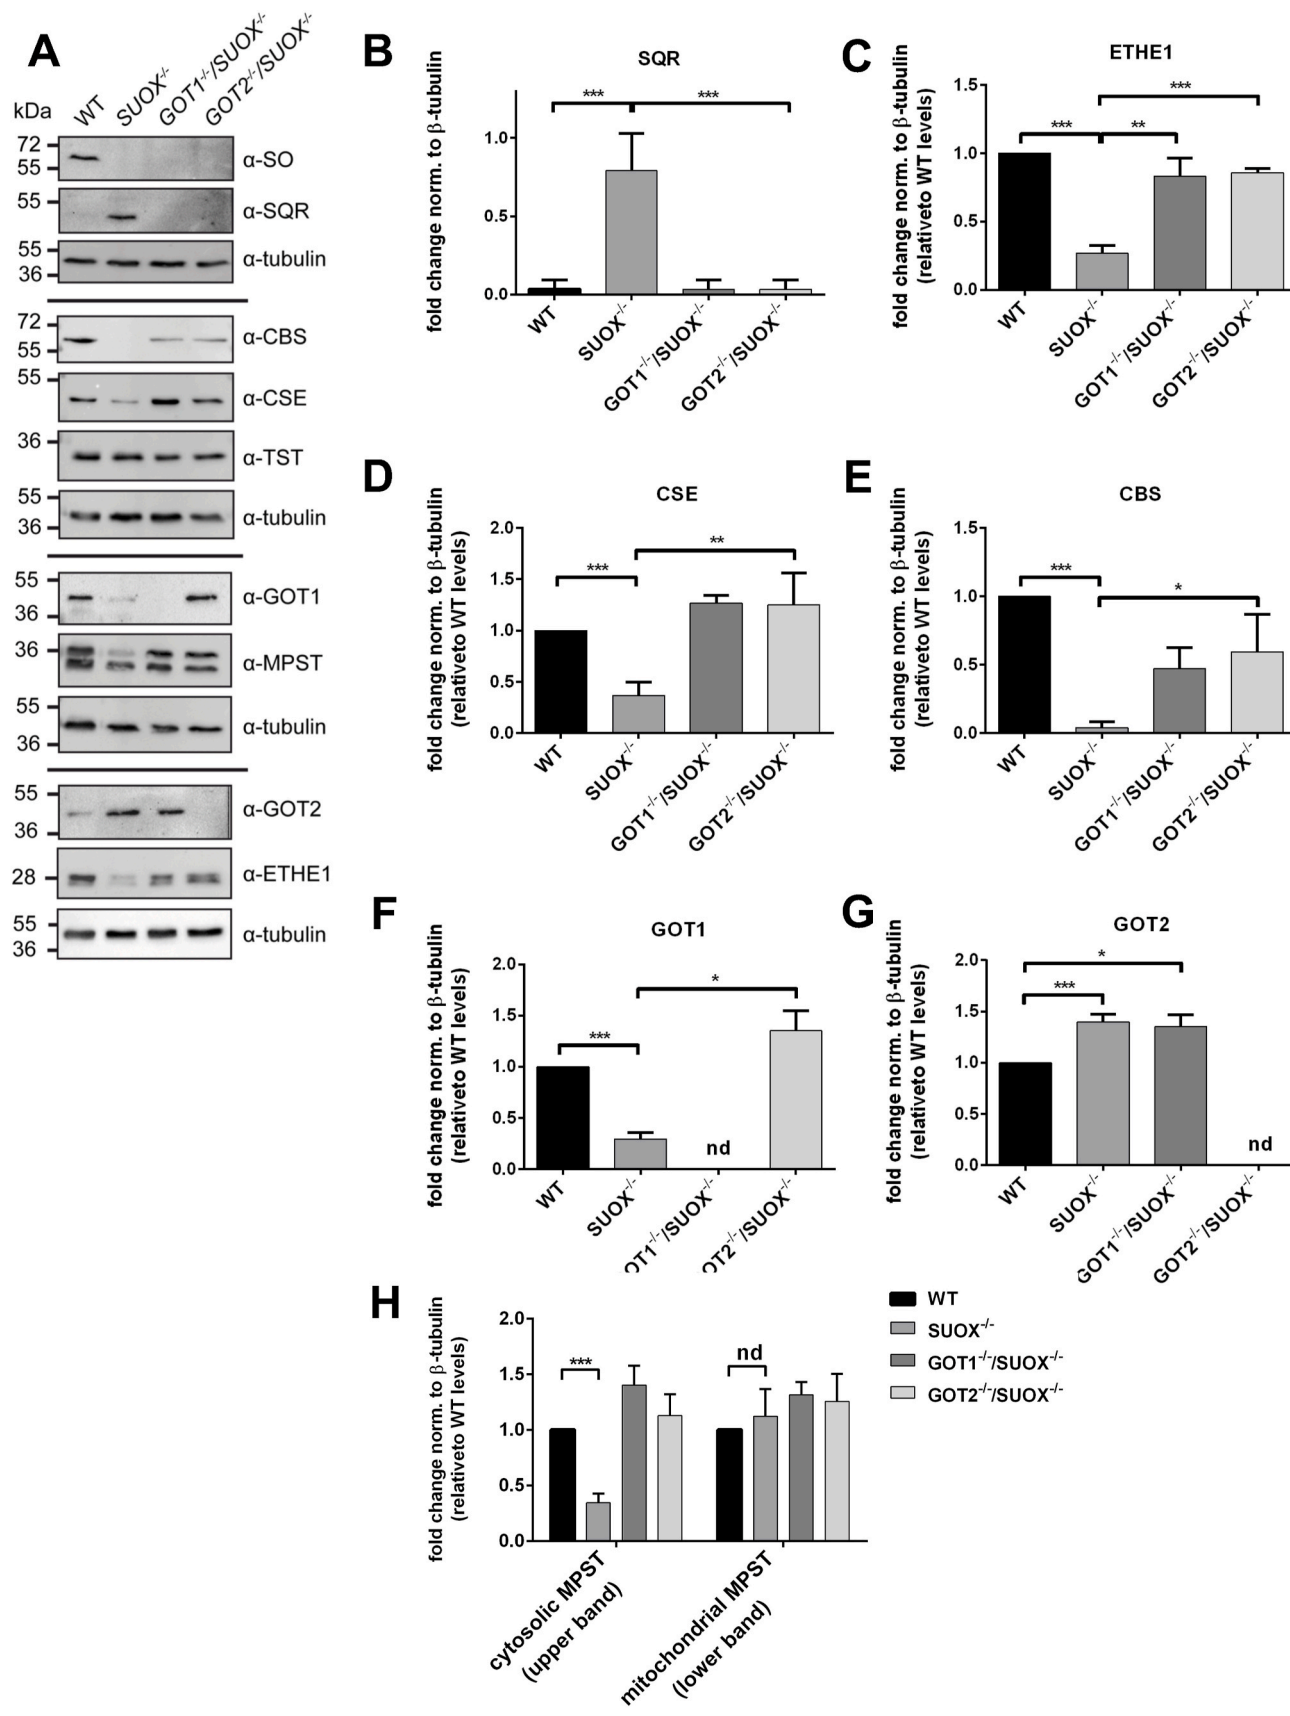 A
kDa
WT
SUOX-/-
GOT1-/-/SUOX-/-
GOT2-/-/SUOX-/-
72
55
α-SO
55
α-SQR
55
36
α-tubulin
72
55
α-CBS
55
α-CSE
36
α-TST
55
36
α-tubulin
55
36
α-GOT1
36
α-MPST
55
36
α-tubulin
55
36
α-GOT2
28
α-ETHE1
55
36
α-tubulin
B
SQR
fold change norm. to β-tubulin
1.0
0.5
0.0
***
***
WT
SUOX-/-
GOT1-/-/SUOX-/-
GOT2-/-/SUOX-/-
C
ETHE1
fold change norm. to β-tubulin
(relativeto WT levels)
1.5
1.0
0.5
0.0
***
***
**
WT
SUOX-/-
GOT1-/-/SUOX-/-
GOT2-/-/SUOX-/-
D
CSE
fold change norm. to β-tubulin
(relativeto WT levels)
2.0
1.5
1.0
0.5
0.0
**
***
WT
SUOX-/-
GOT1-/-/SUOX-/-
GOT2-/-/SUOX-/-
E
CBS
fold change norm. to β-tubulin
(relativeto WT levels)
1.5
1.0
0.5
0.0
***
*
WT
SUOX-/-
GOT1-/-/SUOX-/-
GOT2-/-/SUOX-/-
F
GOT1
fold change norm. to β-tubulin
(relativeto WT levels)
2.0
1.5
1.0
0.5
0.0
*
***
nd
WT
SUOX-/-
OT1-/-/SUOX-/-
OT2-/-/SUOX-/-
G
GOT2
fold change norm. to β-tubulin
(relativeto WT levels)
2.0
1.5
1.0
0.5
0.0
*
***
nd
WT
SUOX-/-
GOT1-/-/SUOX-/-
GOT2-/-/SUOX-/-
H
fold change norm. to β-tubulin
(relativeto WT levels)
2.0
1.5
1.0
0.5
0.0
***
nd
cytosolic MPST
(upper band)
mitochondrial MPST
(lower band)
WT
SUOX-/-
GOT1-/-/SUOX-/-
GOT2-/-/SUOX-/-